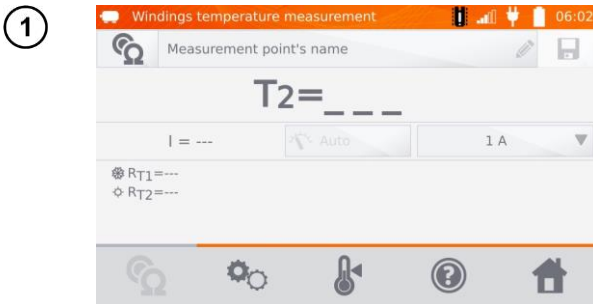 1
Windings temperature measurement 06:02
Measurement point's name
T2=_ _ _
I = --- Auto 1 A
RT1=---
RT2=---